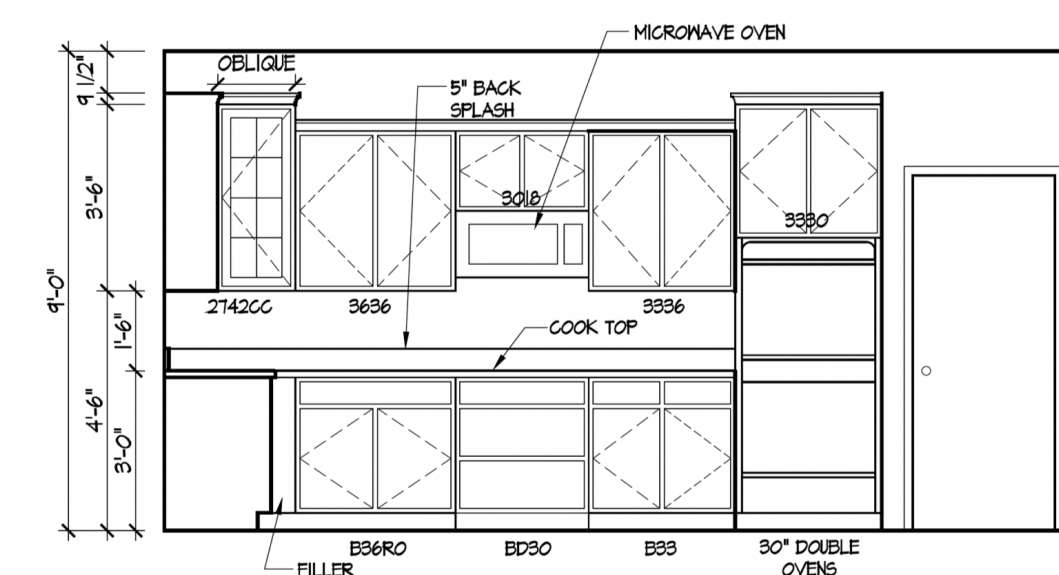 MICROWAVE OVEN
OBLIQUE
9 1/2"
5" BACK
SPLASH
3'-6"
3018
3330
9'-0"
2742CC
3636
3336
1'-6"
COOK TOP
4'-6"
3'-0"
B36RO
BD30
B33
30" DOUBLE
OVENS
FILLER